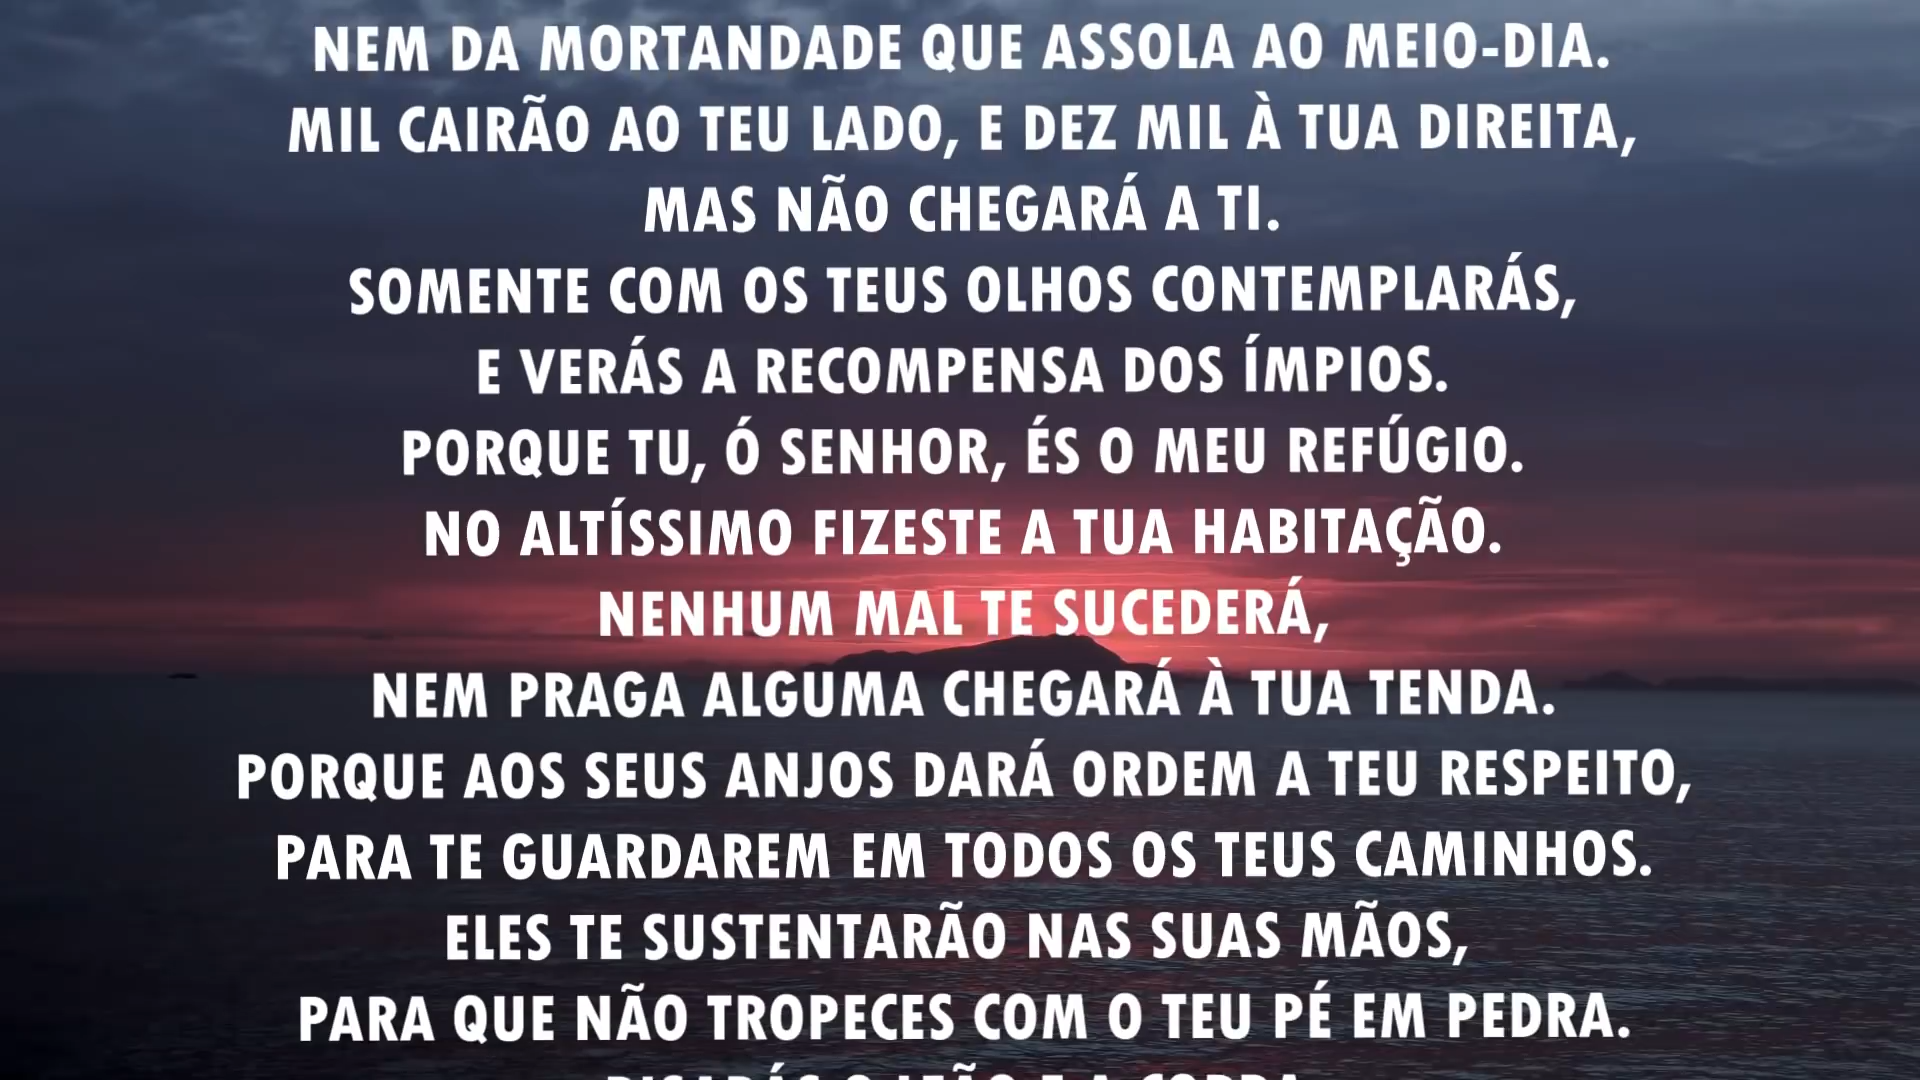 NEM DA MORTANDADE QUE ASSOLA AO MEIO-DIA.
MIL CAIRÃO AO TEU LADO, E DEZ MIL À TUA DIREITA,
MAS NÃO CHEGARÁ A TI.
SOMENTE COM OS TEUS OLHOS CONTEMPLARÁS,
E VERÁS A RECOMPENSA DOS ÍMPIOS.
PORQUE TU, Ó SENHOR, ÉS O MEU REFÚGIO.
NO ALTÍSSIMO FIZESTE A TUA HABITAÇÃO.
NENHUM MAL TE SUCEDERÁ,
NEM PRAGA ALGUMA CHEGARÁ À TUA TENDA.
PORQUE AOS SEUS ANJOS DARÁ ORDEM A TEU RESPEITO,
PARA TE GUARDAREM EM TODOS OS TEUS CAMINHOS.
ELES TE SUSTENTARÃO NAS SUAS MÃOS,
PARA QUE NÃO TROPECES COM O TEU PÉ EM PEDRA.